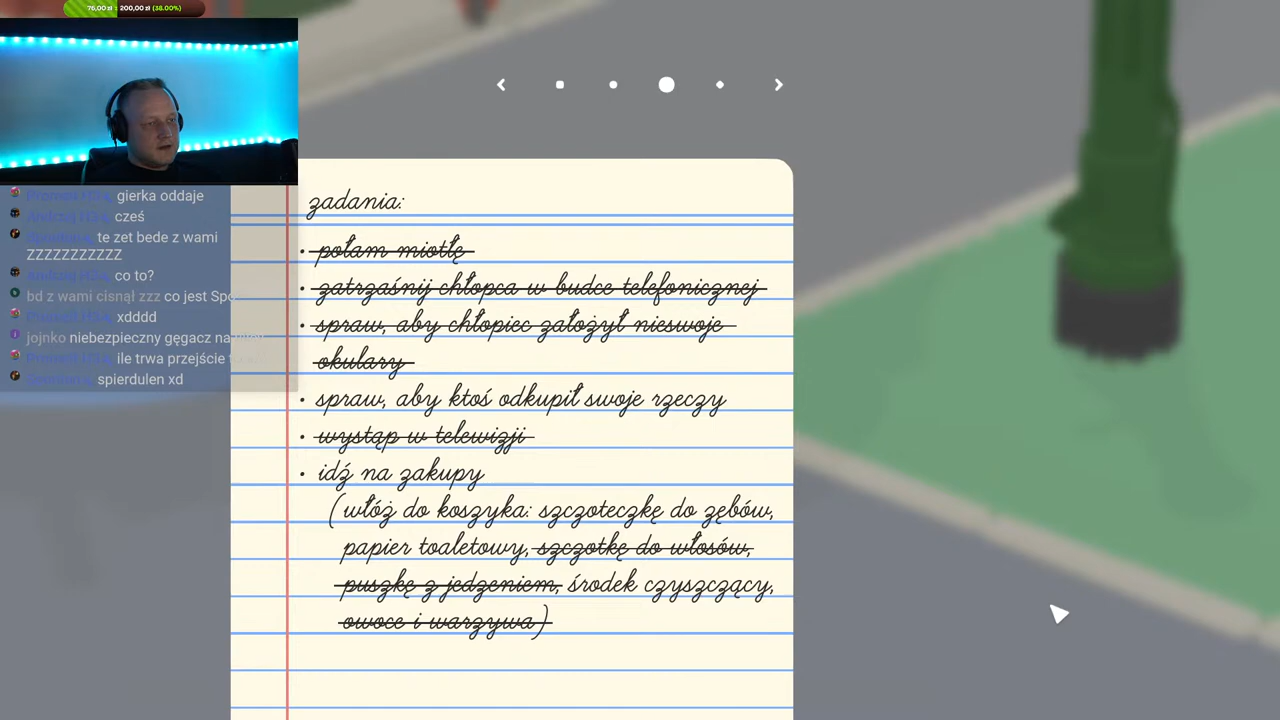 76,00 zł z 200,00 zł (38.00%)
gierka oddaje
cześ
te zet bede z wami
ZZZZZZZZZZZ
co to?
bd z wami cisnął zzz co jest Spo
xdddd
jojnko niebezpieczny gęgacz na
ile trwa przejście
spierdulen xd
zadania:
• połam miotłę
• zatrzaśnij chłopca w budce telefonicznej
• spraw, aby chłopiec założył nieswoje
okulary
• spraw, aby ktoś odkupił swoje rzeczy
• wystąp w telewizji
• idź na zakupy
(włóż do koszyka: szczoteczkę do zębów,
papier toaletowy, szczotkę do włosów,
puszkę z jedzeniem, środek czyszczący,
owoce i warzywa)